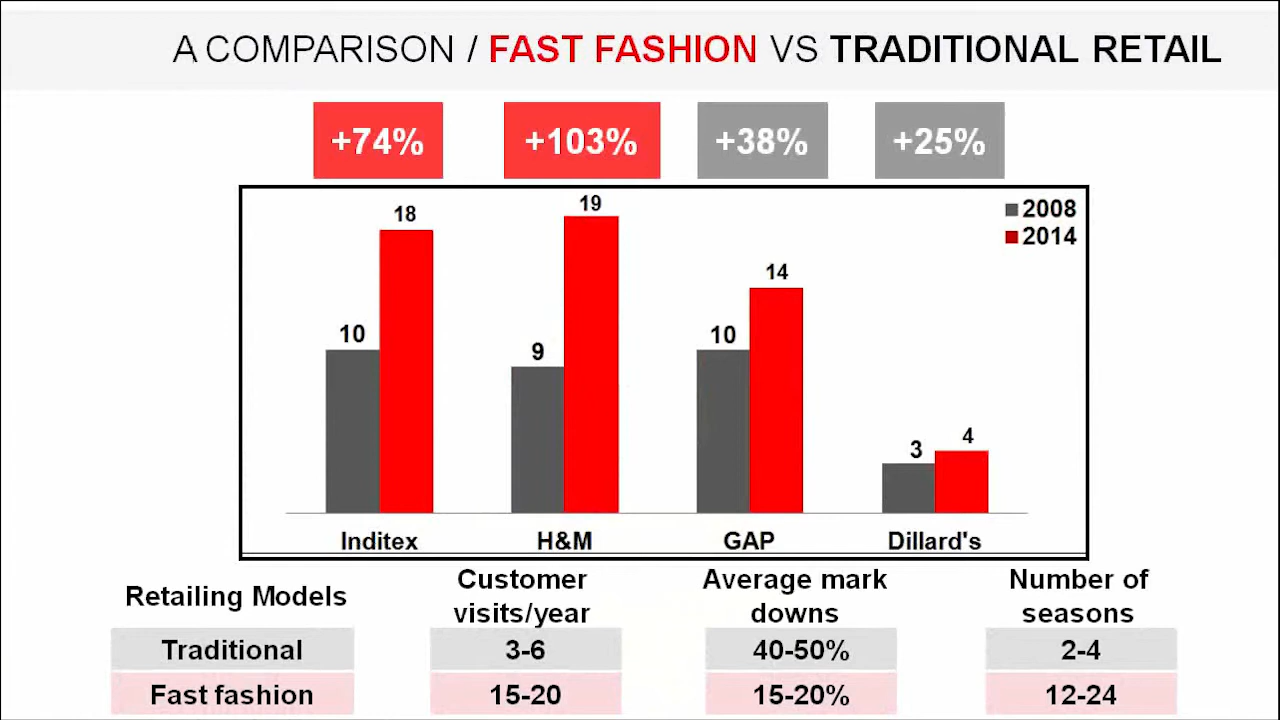 A COMPARISON / FAST FASHION VS TRADITIONAL RETAIL
+74% +103% +38% +25%
2008
2014
18
19
14
10
9
10
3
4
Inditex H&M GAP Dillard's
Retailing Models
Customer visits/year
Average mark downs
Number of seasons
Traditional 3-6 40-50% 2-4
Fast fashion 15-20 15-20% 12-24